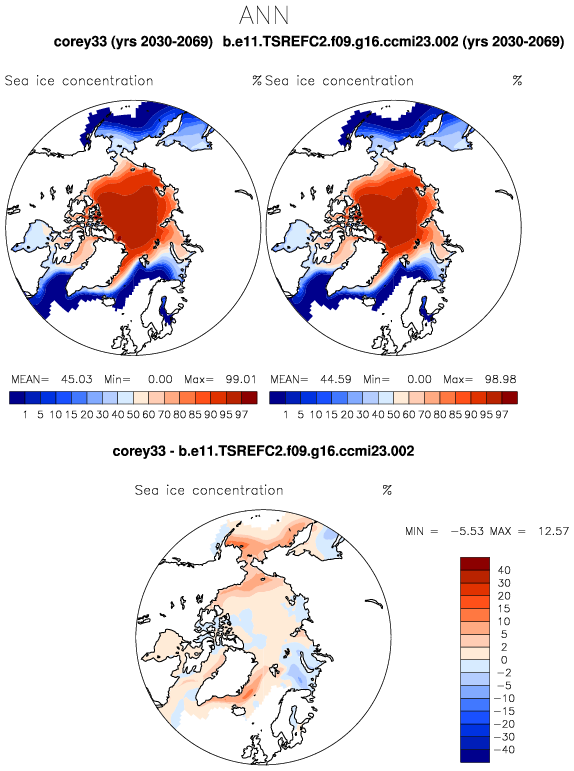 ANN
corey33 (yrs 2030-2069) b.e11.TSREFC2.f09.g16.ccmi23.002 (yrs 2030-2069)
Sea ice concentration % Sea ice concentration %
MEAN= 45.03 Min= 0.00 Max= 99.01 MEAN= 44.59 Min= 0.00 Max= 98.98
1 5 10 15 20 30 40 50 60 70 80 85 90 95 97 1 5 10 15 20 30 40 50 60 70 80 85 90 95 97
corey33 - b.e11.TSREFC2.f09.g16.ccmi23.002
Sea ice concentration %
MIN = -5.53 MAX = 12.57
40
30
20
15
10
5
2
0
-2
-5
-10
-15
-20
-30
-40